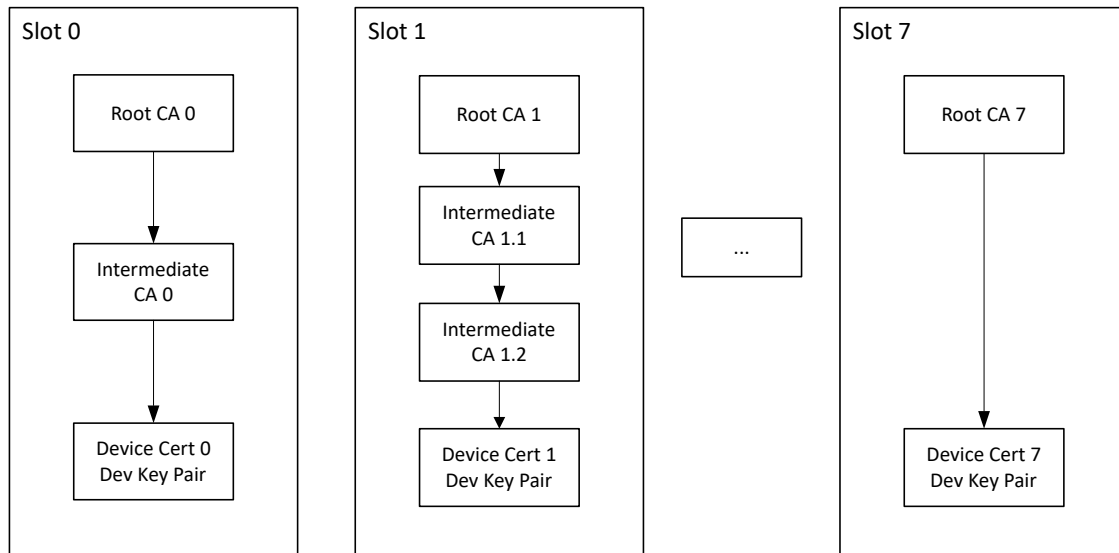 Slot 0
Root CA 0
Intermediate
CA 0
Device Cert 0
Dev Key Pair
Slot 1
Root CA 1
Intermediate
CA 1.1
Intermediate
CA 1.2
Device Cert 1
Dev Key Pair
...
Slot 7
Root CA 7
Device Cert 7
Dev Key Pair